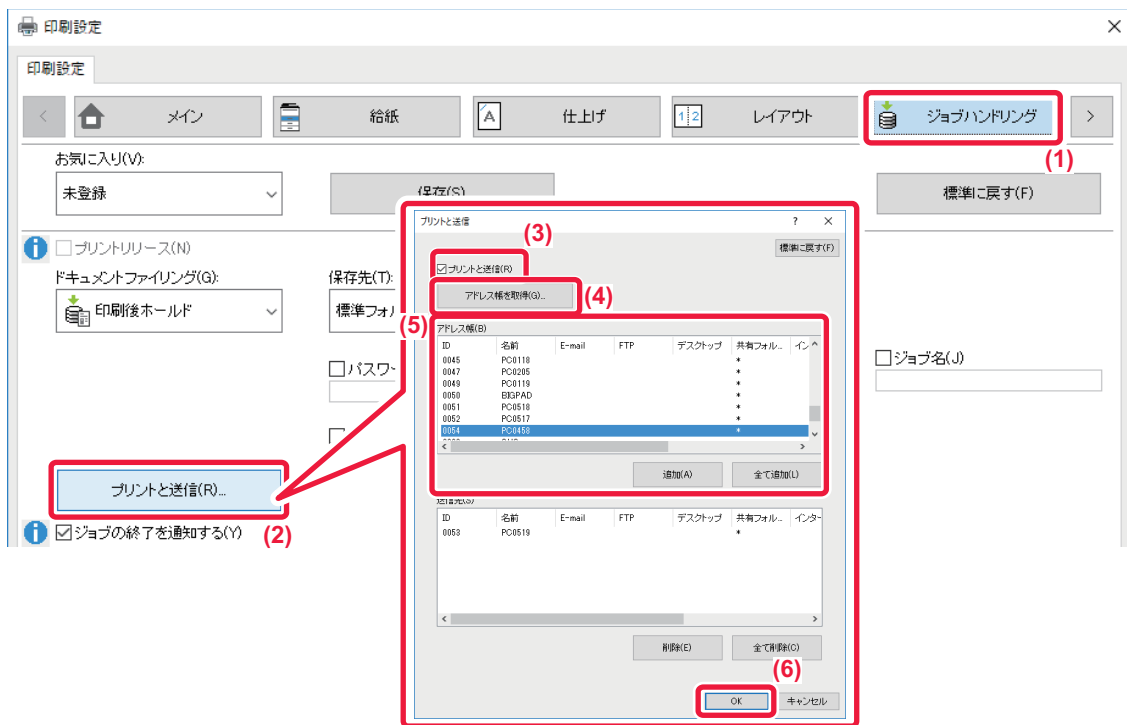 印刷設定
印刷設定
メイン
給紙
仕上げ
レイアウト
ジョブハンドリング
(1)
お気に入り(V):
未登録
保存(S)
標準に戻す(F)
プリントリリース(N)
ドキュメントファイリング(G):
印刷後ホールド
保存先(T):
標準フォル
パスワー
ジョブ名(J)
プリントと送信(R)...
(2)
ジョブの終了を通知する(Y)
プリントと送信
(3)
標準に戻す(F)
プリントと送信(R)
アドレス帳を取得(G)...
(4)
(5)
アドレス帳(B)
ID 名前 E-mail FTP デスクトップ 共有フォル... イン
0045 PC0118 *
0047 PC0205 *
0049 PC0119 *
0050 BIGPAD *
0051 PC0518 *
0052 PC0517 *
0054 PC0458 *
追加(A)
全て追加(L)
送信先(S)
ID 名前 E-mail FTP デスクトップ 共有フォル... インター
0053 PC0519 *
削除(E)
全て削除(C)
(6)
OK
キャンセル